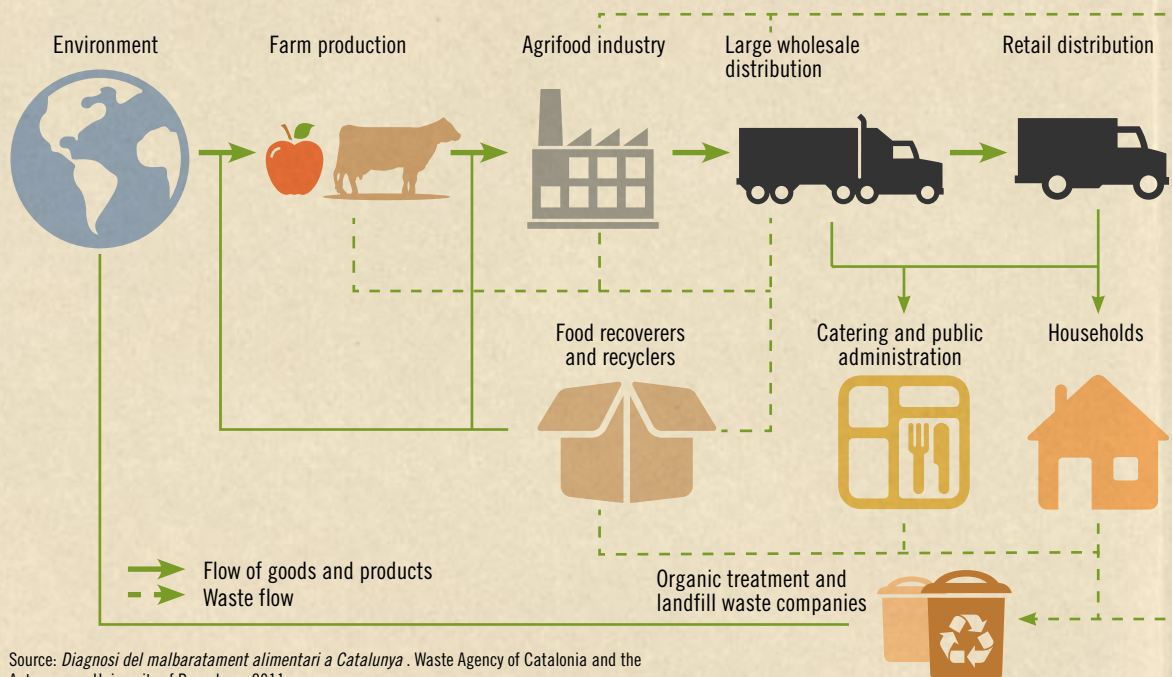 Environment
Farm production
Agrifood industry
Large wholesale
distribution
Retail distribution
Food recoverers
and recyclers
Catering and public
administration
Households
Flow of goods and products
Waste flow
Organic treatment and
landfill waste companies
Source: Diagnosi del malbaratament alimentari a Catalunya . Waste Agency of Catalonia and the